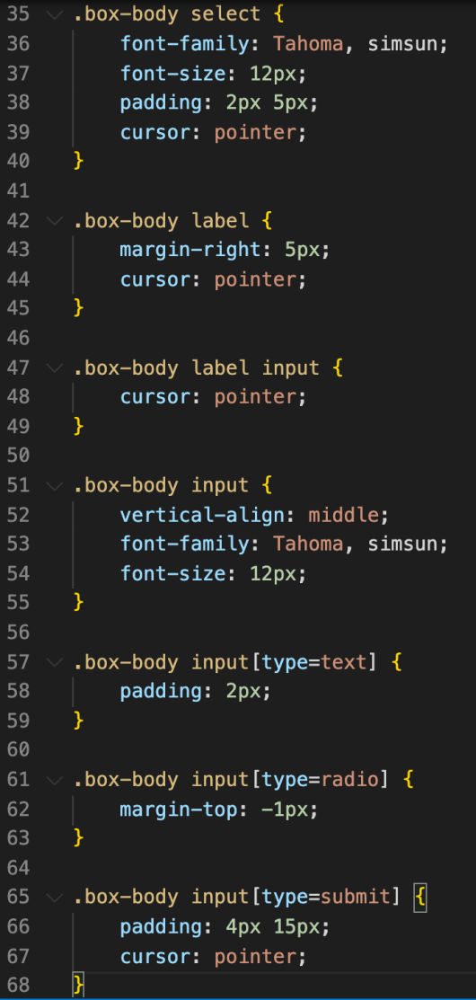 35 .box-body select {
36     font-family: Tahoma, simsun;
37     font-size: 12px;
38     padding: 2px 5px;
39     cursor: pointer;
40 }
41
42 .box-body label {
43     margin-right: 5px;
44     cursor: pointer;
45 }
46
47 .box-body label input {
48     cursor: pointer;
49 }
50
51 .box-body input {
52     vertical-align: middle;
53     font-family: Tahoma, simsun;
54     font-size: 12px;
55 }
56
57 .box-body input[type=text] {
58     padding: 2px;
59 }
60
61 .box-body input[type=radio] {
62     margin-top: -1px;
63 }
64
65 .box-body input[type=submit] {
66     padding: 4px 15px;
67     cursor: pointer;
68 }